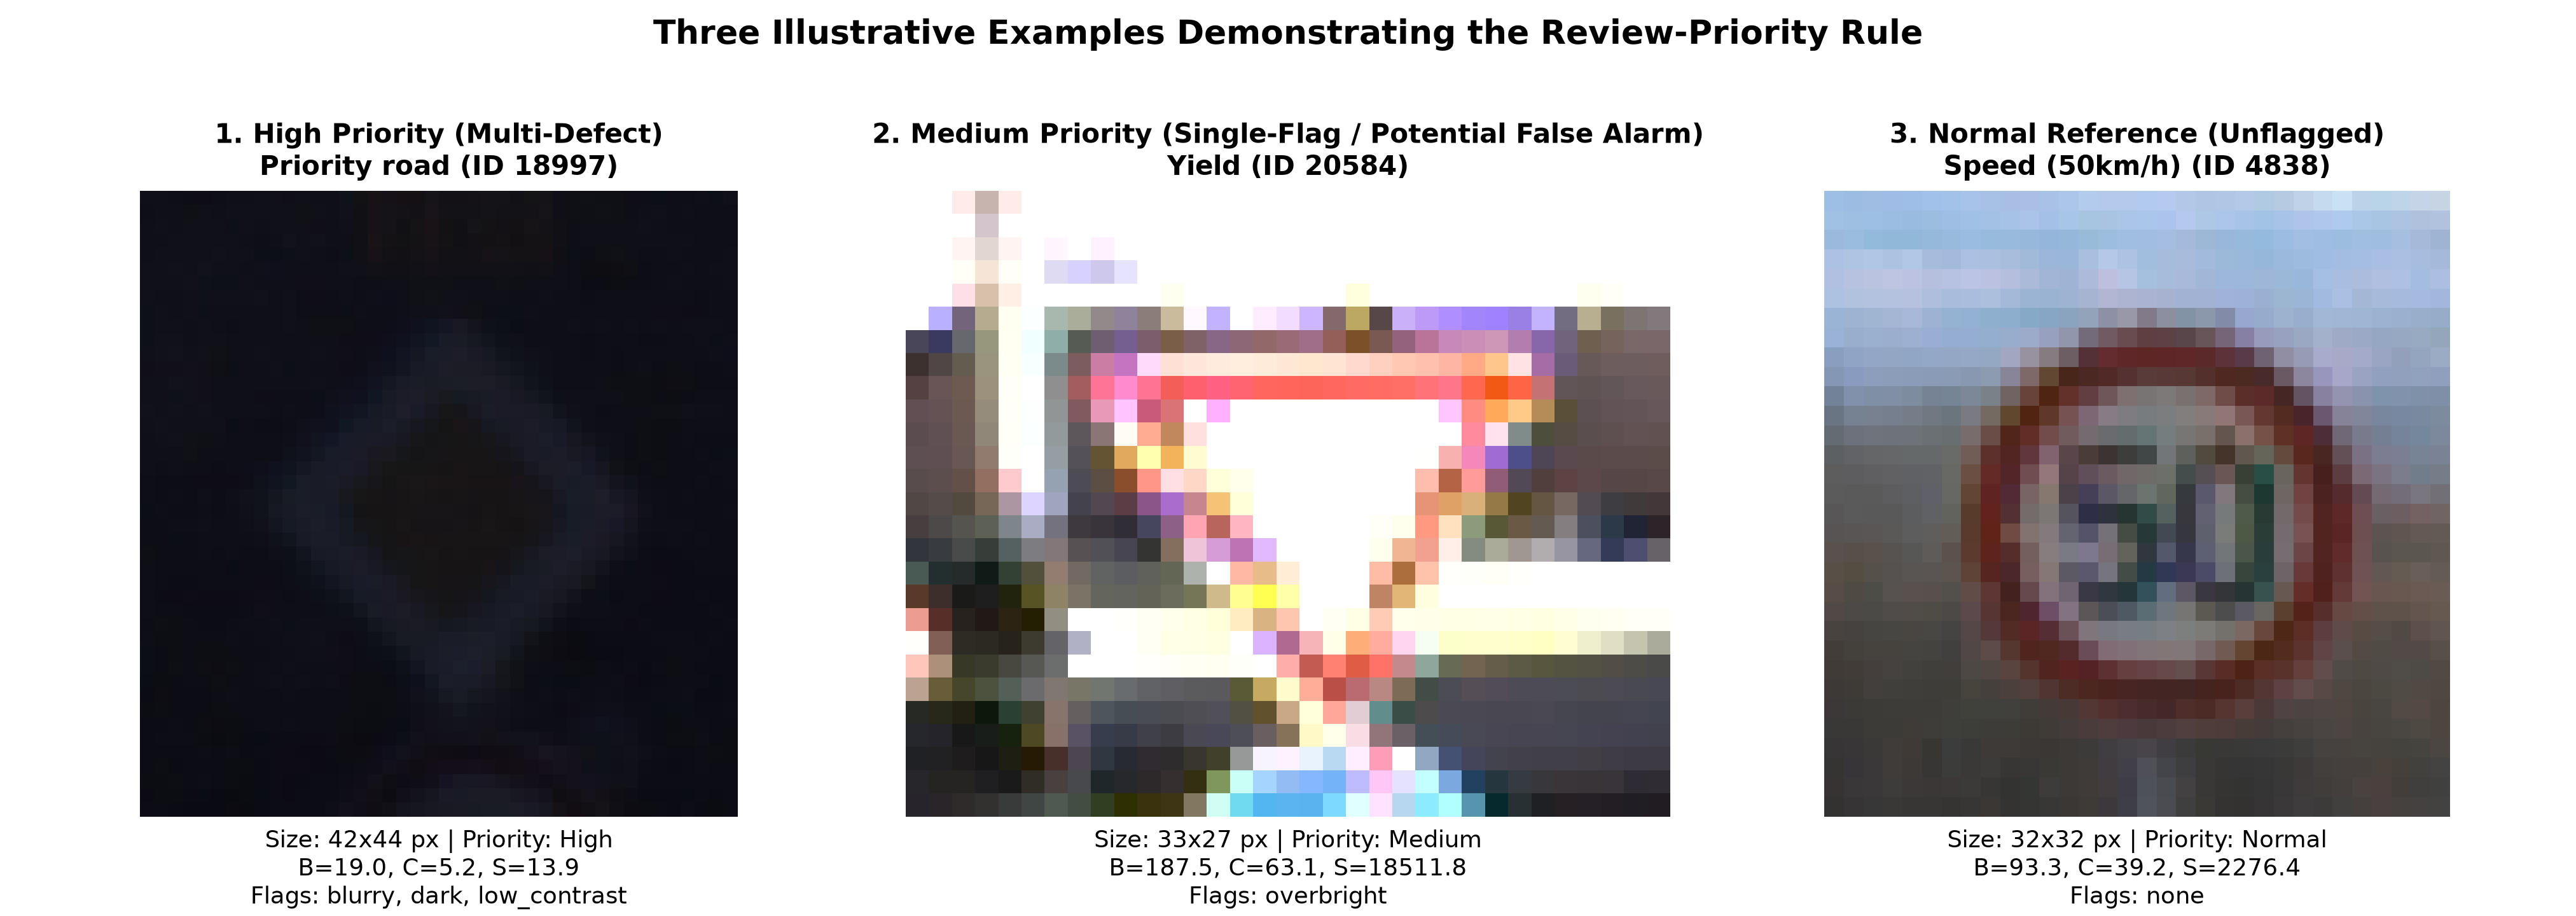 Three Illustrative Examples Demonstrating the Review-Priority Rule
1. High Priority (Multi-Defect)
Priority road (ID 18997)
Size: 42x44 px | Priority: High
B=19.0, C=5.2, S=13.9
Flags: blurry, dark, low_contrast
2. Medium Priority (Single-Flag / Potential False Alarm)
Yield (ID 20584)
Size: 33x27 px | Priority: Medium
B=187.5, C=63.1, S=18511.8
Flags: overbright
3. Normal Reference (Unflagged)
Speed (50km/h) (ID 4838)
50
Size: 32x32 px | Priority: Normal
B=93.3, C=39.2, S=2276.4
Flags: none